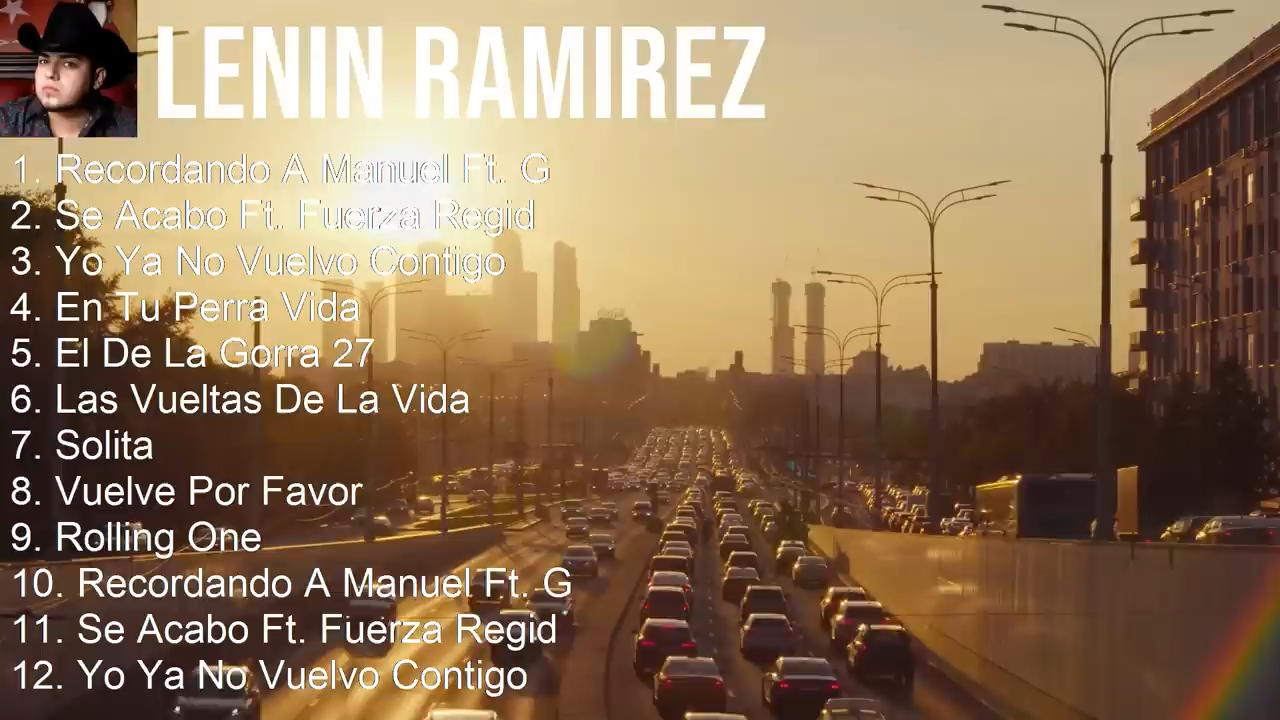 LENIN RAMIREZ
1. Recordando A Manuel Ft. G
2. Se Acabo Ft. Fuerza Regid
3. Yo Ya No Vuelvo Contigo
4. En Tu Perra Vida
5. El De La Gorra 27
6. Las Vueltas De La Vida
7. Solita
8. Vuelve Por Favor
9. Rolling One
10. Recordando A Manuel Ft. G
11. Se Acabo Ft. Fuerza Regid
12. Yo Ya No Vuelvo Contigo